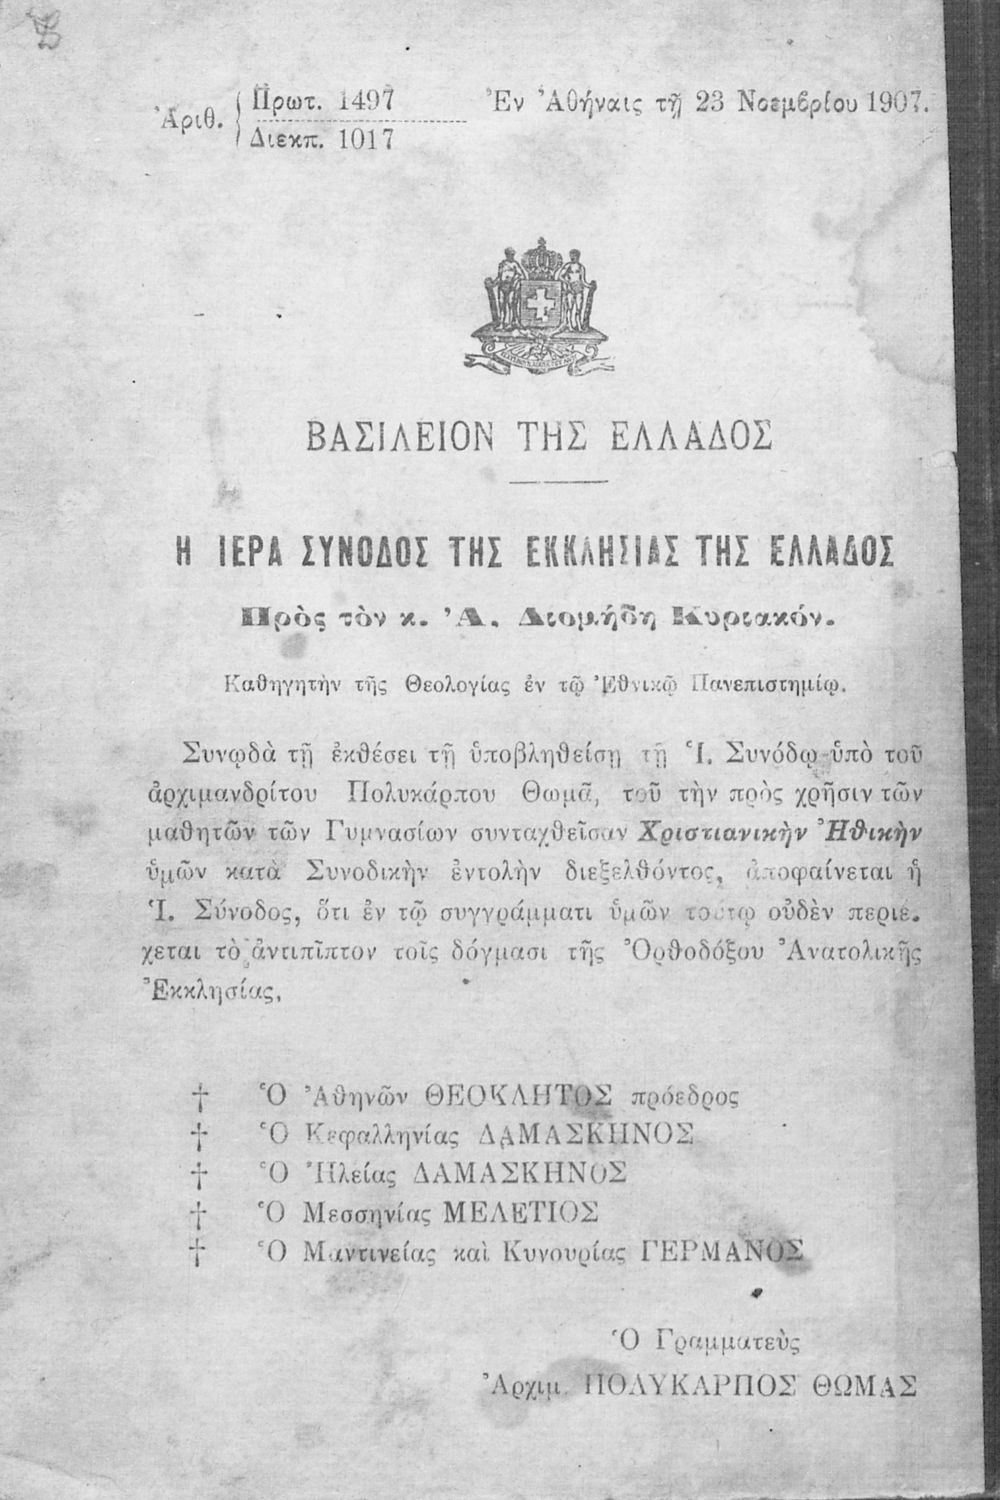 Ἀριθ. { Πρωτ. 1497
Διεκπ. 1017
Ἐν Ἀθήναις τῇ 23 Νοεμβρίου 1907.
ΒΑΣΙΛΕΙΟΝ ΤΗΣ ΕΛΛΑΔΟΣ
Η ΙΕΡΑ ΣΥΝΟΔΟΣ ΤΗΣ ΕΚΚΛΗΣΙΑΣ ΤΗΣ ΕΛΛΑΔΟΣ
Πρὸς τὸν κ. Ἀ. Διομήδη Κυριακόν.
Καθηγητὴν τῆς Θεολογίας ἐν τῷ Ἐθνικῷ Πανεπιστημίῳ.
Συνῳδὰ τῇ ἐκθέσει τῇ ὑποβληθείσῃ τῇ Ἱ. Συνόδῳ ὑπὸ τοῦ
ἀρχιμανδρίτου Πολυκάρπου Θωμᾶ, τοῦ τὴν πρὸς χρῆσιν τῶν
μαθητῶν τῶν Γυμνασίων συνταχθεῖσαν Χριστιανικὴν Ἠθικὴν
ὑμῶν κατὰ Συνοδικὴν ἐντολὴν διεξελθόντος, ἀποφαίνεται ἡ
Ἱ. Σύνοδος, ὅτι ἐν τῷ συγγράμματι ὑμῶν τούτῳ οὐδὲν περιέ.
χεται τὸ ἀντιπῖπτον τοῖς δόγμασι τῆς Ὀρθοδόξου Ἀνατολικῆς
Ἐκκλησίας,
† Ὁ Ἀθηνῶν ΘΕΟΚΛΗΤΟΣ πρόεδρος
† Ὁ Κεφαλληνίας ΔΑΜΑΣΚΗΝΟΣ
† Ὁ Ἠλείας ΔΑΜΑΣΚΗΝΟΣ
† Ὁ Μεσσηνίας ΜΕΛΕΤΙΟΣ
† Ὁ Μαντινείας καὶ Κυνουρίας ΓΕΡΜΑΝΟΣ
Ὁ Γραμματεὺς
Ἀρχιμ. ΠΟΛΥΚΑΡΠΟΣ ΘΩΜΑΣ